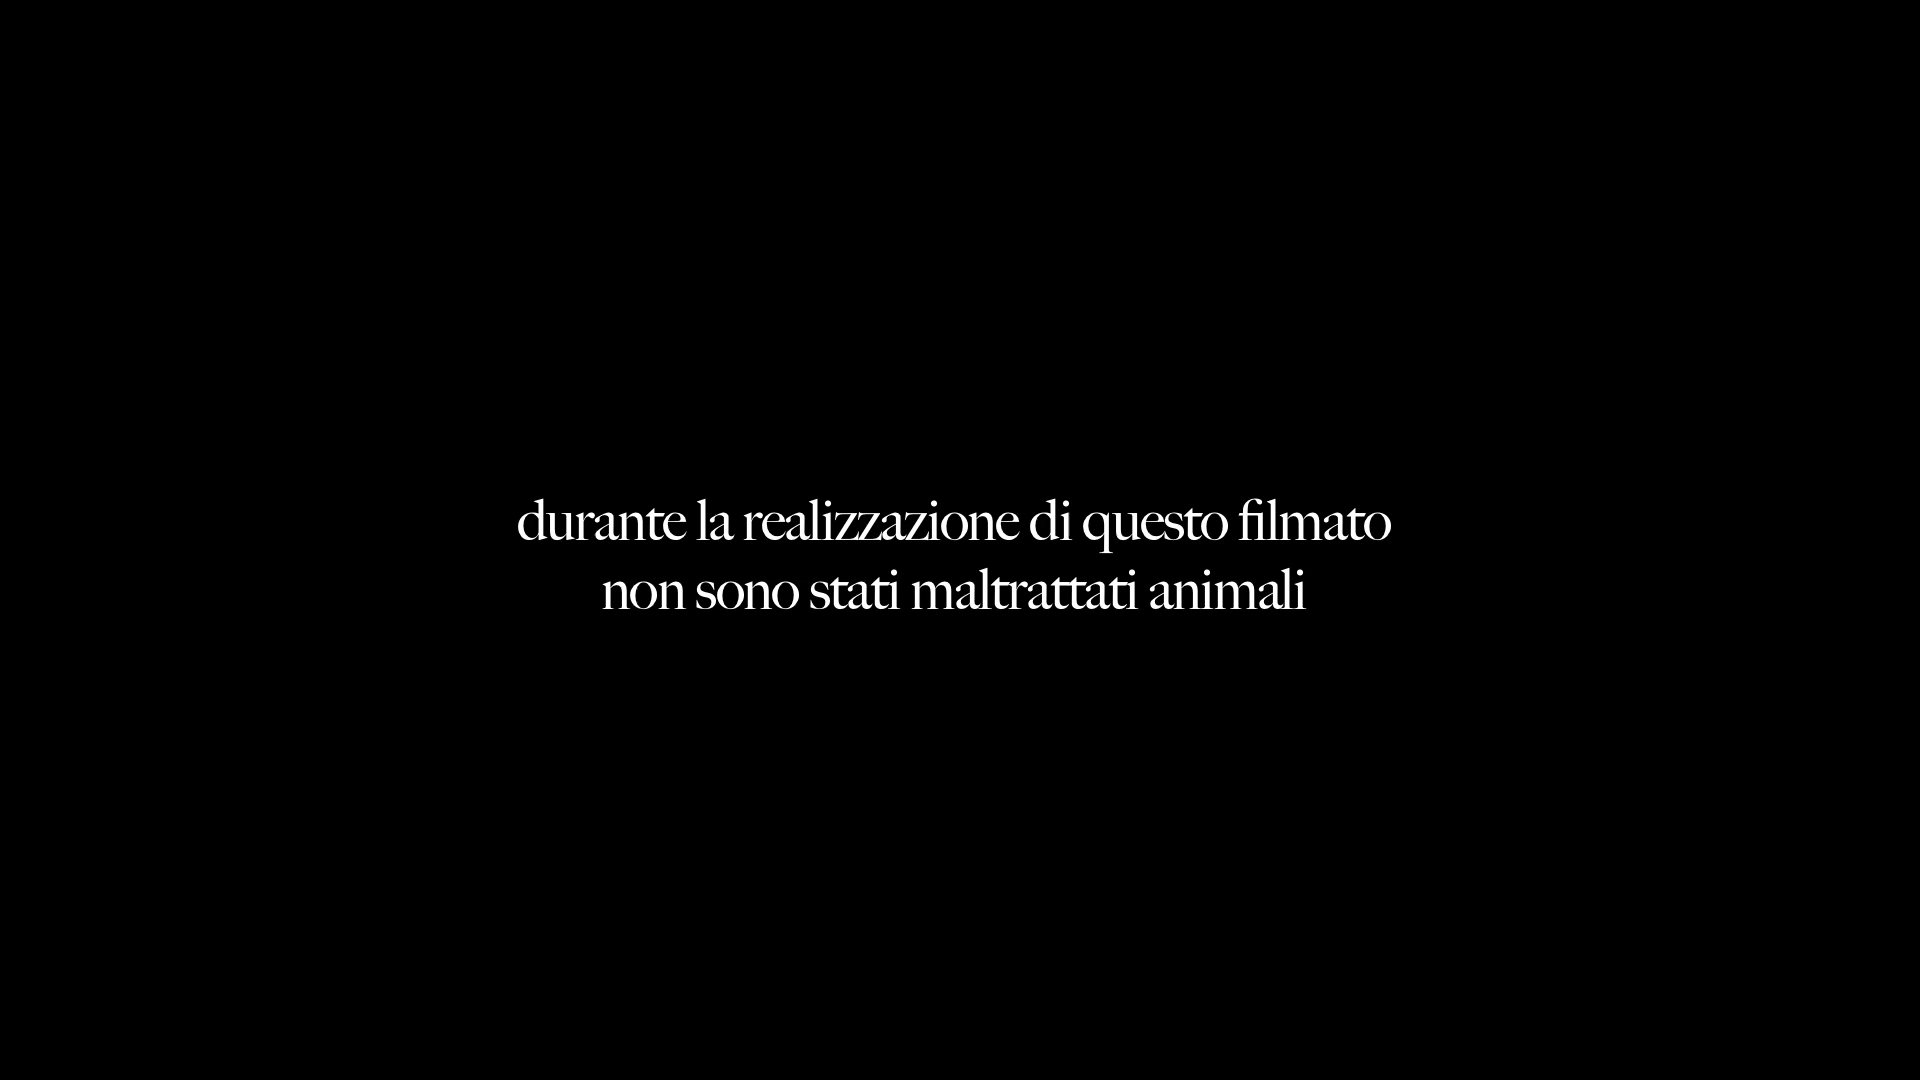 durante la realizzazione di questo filmato
non sono stati maltrattati animali